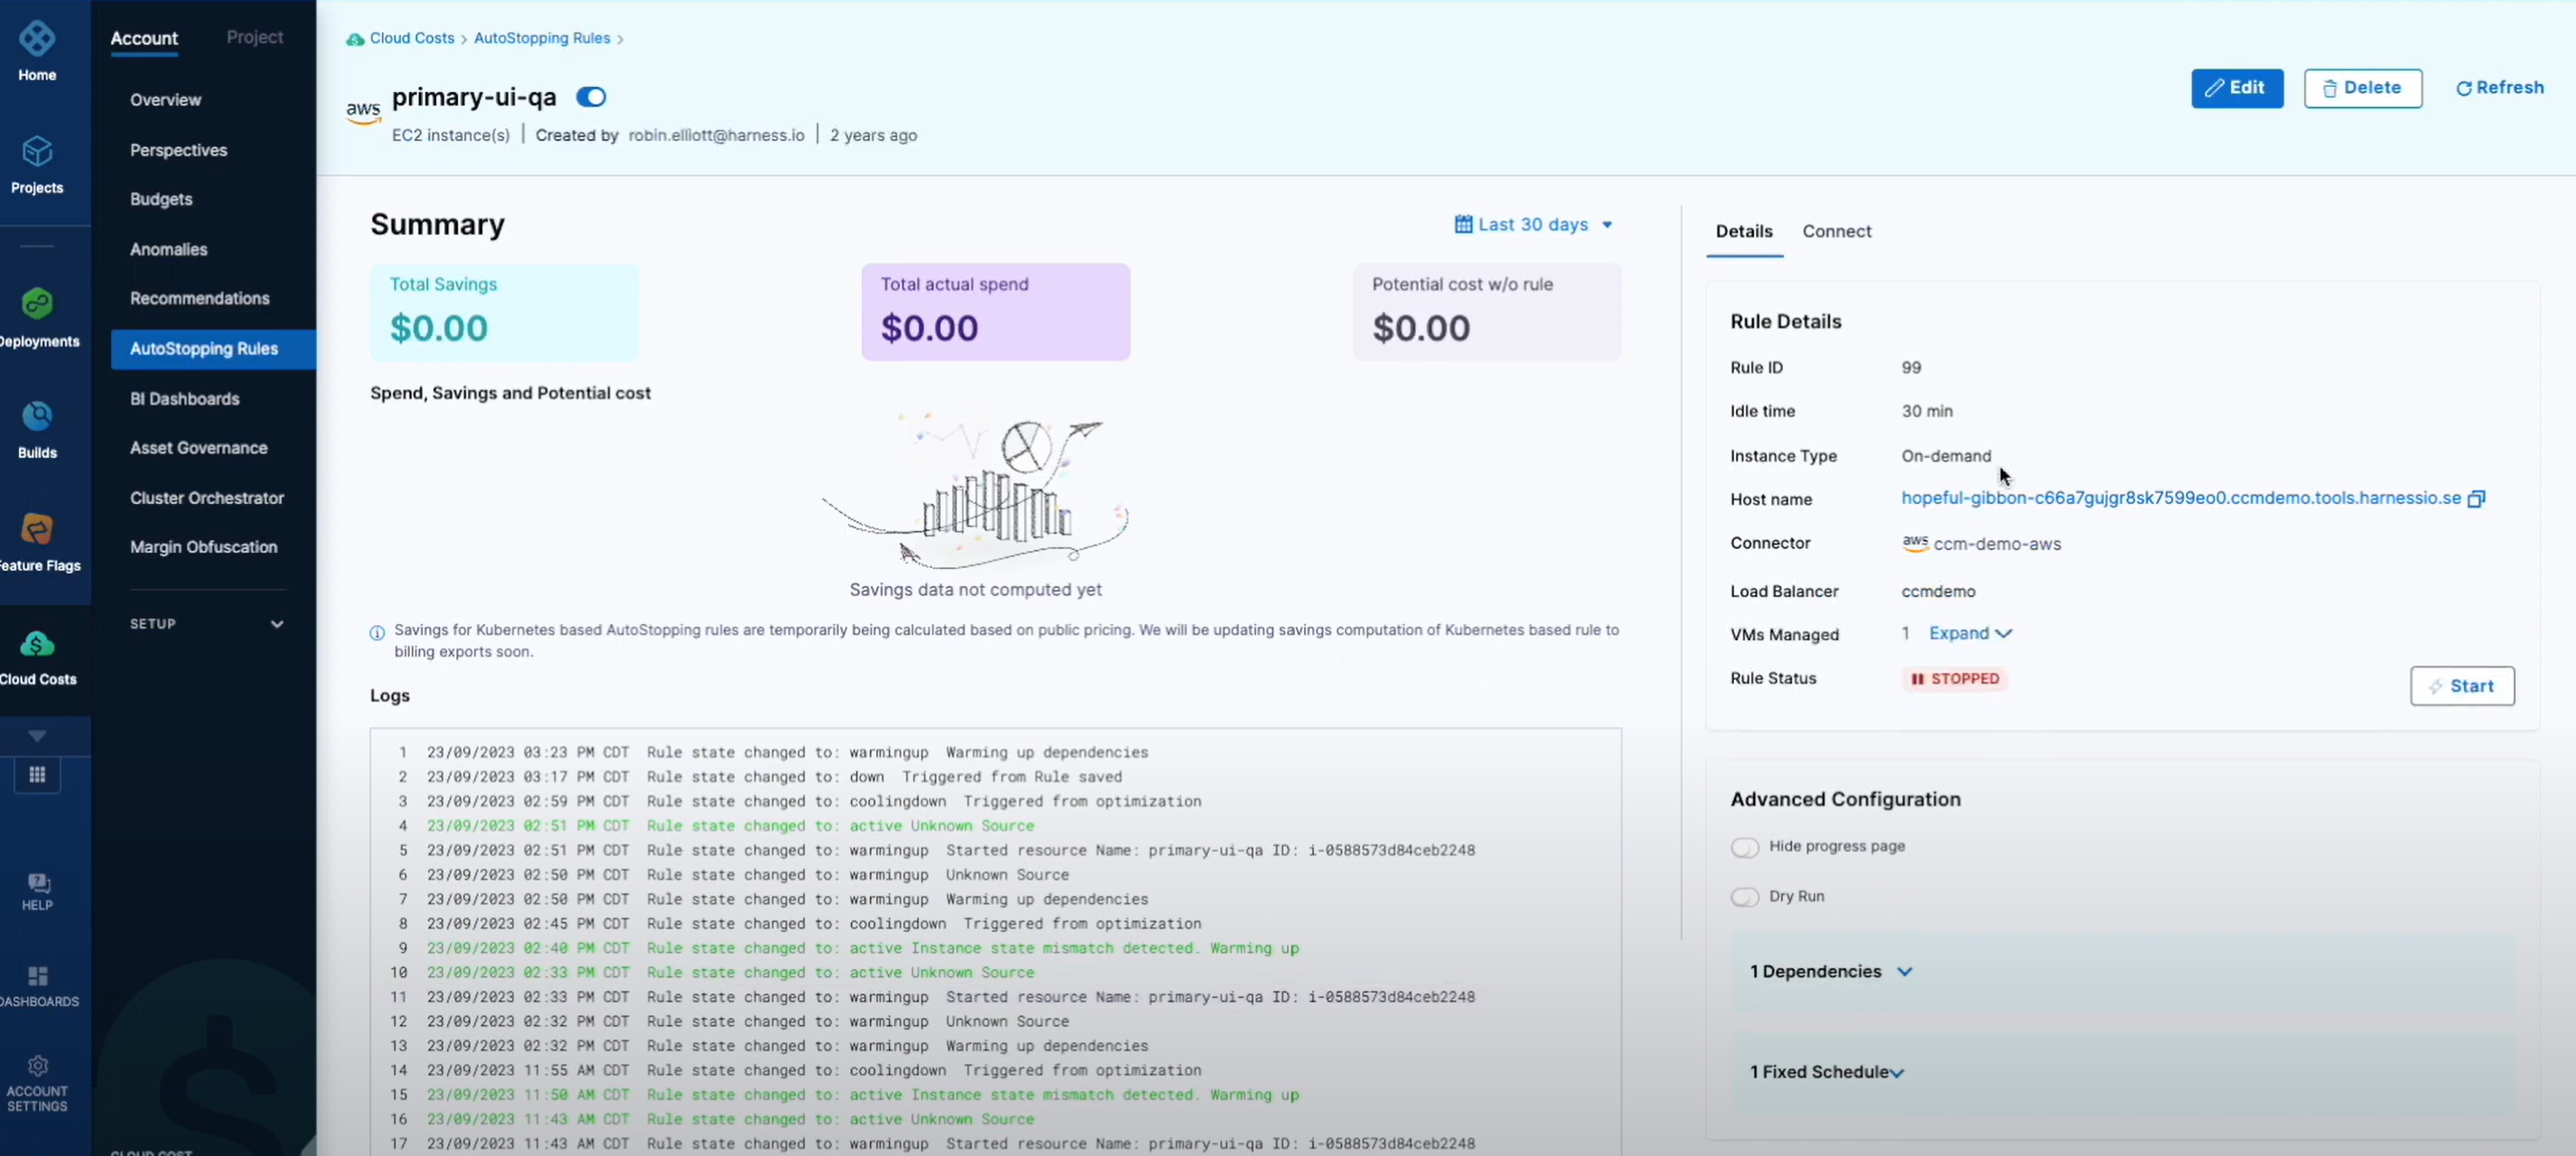 Home
Projects
Deployments
Builds
Feature Flags
Cloud Costs
HELP
DASHBOARDS
ACCOUNT
SETTINGS
Account Project
Overview
Perspectives
Budgets
Anomalies
Recommendations
AutoStopping Rules
BI Dashboards
Asset Governance
Cluster Orchestrator
Margin Obfuscation
SETUP
CLOUD COST
Cloud Costs > AutoStopping Rules >
aws primary-ui-qa
EC2 instance(s) | Created by robin.elliott@harness.io | 2 years ago
Edit Delete Refresh
Summary
Last 30 days
Total Savings
$0.00
Total actual spend
$0.00
Potential cost w/o rule
$0.00
Spend, Savings and Potential cost
Savings data not computed yet
Savings for Kubernetes based AutoStopping rules are temporarily being calculated based on public pricing. We will be updating savings computation of Kubernetes based rule to
billing exports soon.
Logs
1 23/09/2023 03:23 PM CDT Rule state changed to: warmingup Warming up dependencies
2 23/09/2023 03:17 PM CDT Rule state changed to: down Triggered from Rule saved
3 23/09/2023 02:59 PM CDT Rule state changed to: coolingdown Triggered from optimization
4 23/09/2023 02:51 PM CDT Rule state changed to: active Unknown Source
5 23/09/2023 02:51 PM CDT Rule state changed to: warmingup Started resource Name: primary-ui-qa ID: i-0588573d84ceb2248
6 23/09/2023 02:50 PM CDT Rule state changed to: warmingup Unknown Source
7 23/09/2023 02:50 PM CDT Rule state changed to: warmingup Warming up dependencies
8 23/09/2023 02:45 PM CDT Rule state changed to: coolingdown Triggered from optimization
9 23/09/2023 02:40 PM CDT Rule state changed to: active Instance state mismatch detected. Warming up
10 23/09/2023 02:33 PM CDT Rule state changed to: active Unknown Source
11 23/09/2023 02:33 PM CDT Rule state changed to: warmingup Started resource Name: primary-ui-qa ID: i-0588573d84ceb2248
12 23/09/2023 02:32 PM CDT Rule state changed to: warmingup Unknown Source
13 23/09/2023 02:32 PM CDT Rule state changed to: warmingup Warming up dependencies
14 23/09/2023 11:55 AM CDT Rule state changed to: coolingdown Triggered from optimization
15 23/09/2023 11:50 AM CDT Rule state changed to: active Instance state mismatch detected. Warming up
16 23/09/2023 11:43 AM CDT Rule state changed to: active Unknown Source
17 23/09/2023 11:43 AM CDT Rule state changed to: warmingup Started resource Name: primary-ui-qa ID: i-0588573d84ceb2248
Details Connect
Rule Details
Rule ID 99
Idle time 30 min
Instance Type On-demand
Host name hopeful-gibbon-c66a7gujgr8sk7599eo0.ccmdemo.tools.harnessio.se
Connector aws ccm-demo-aws
Load Balancer ccmdemo
VMs Managed 1 Expand
Rule Status STOPPED Start
Advanced Configuration
Hide progress page
Dry Run
1 Dependencies
1 Fixed Schedule